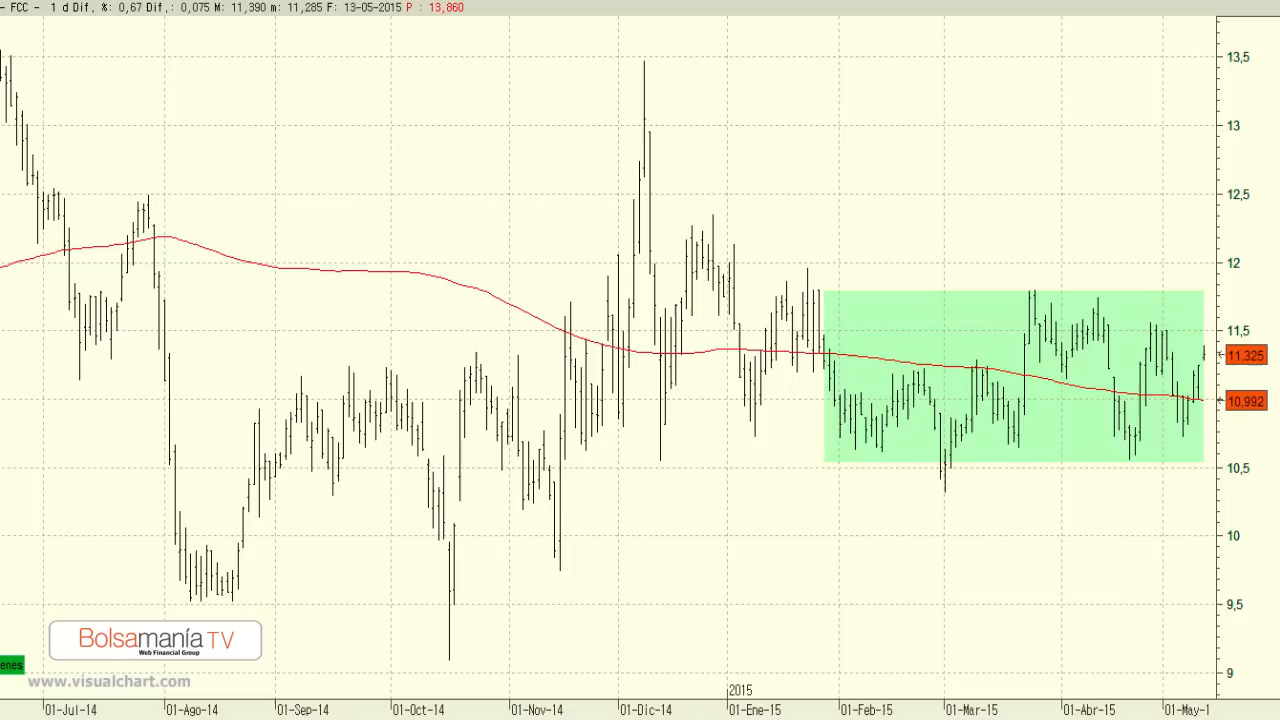 - FCC - 1 d Dif. %: 0,67 Dif.: 0,075 M: 11,390 m: 11,285 F: 13-05-2015 P : 13,860
13,5
13
12,5
12
11,5
11,325
10,992
10,5
10
9,5
9
Bolsamanía TV
Web Financial Group
enes
www.visualchart.com
2015
01-Jul-14 01-Ago-14 01-Sep-14 01-Oct-14 01-Nov-14 01-Dic-14 01-Ene-15 01-Feb-15 01-Mar-15 01-Abr-15 01-May-1